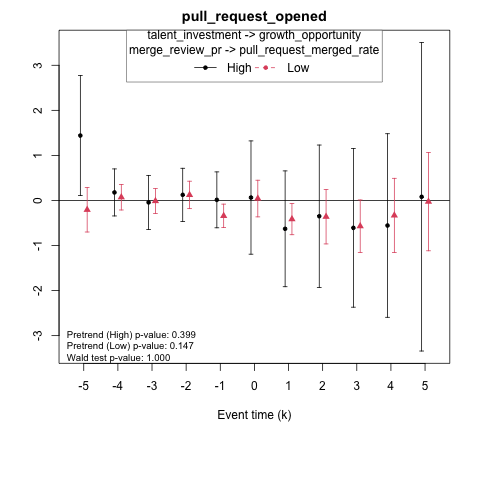 pull_request_opened
talent_investment -> growth_opportunity
merge_review_pr -> pull_request_merged_rate
High Low
3
2
1
0
-1
-2
-3
Pretrend (High) p-value: 0.399
Pretrend (Low) p-value: 0.147
Wald test p-value: 1.000
-5 -4 -3 -2 -1 0 1 2 3 4 5
Event time (k)